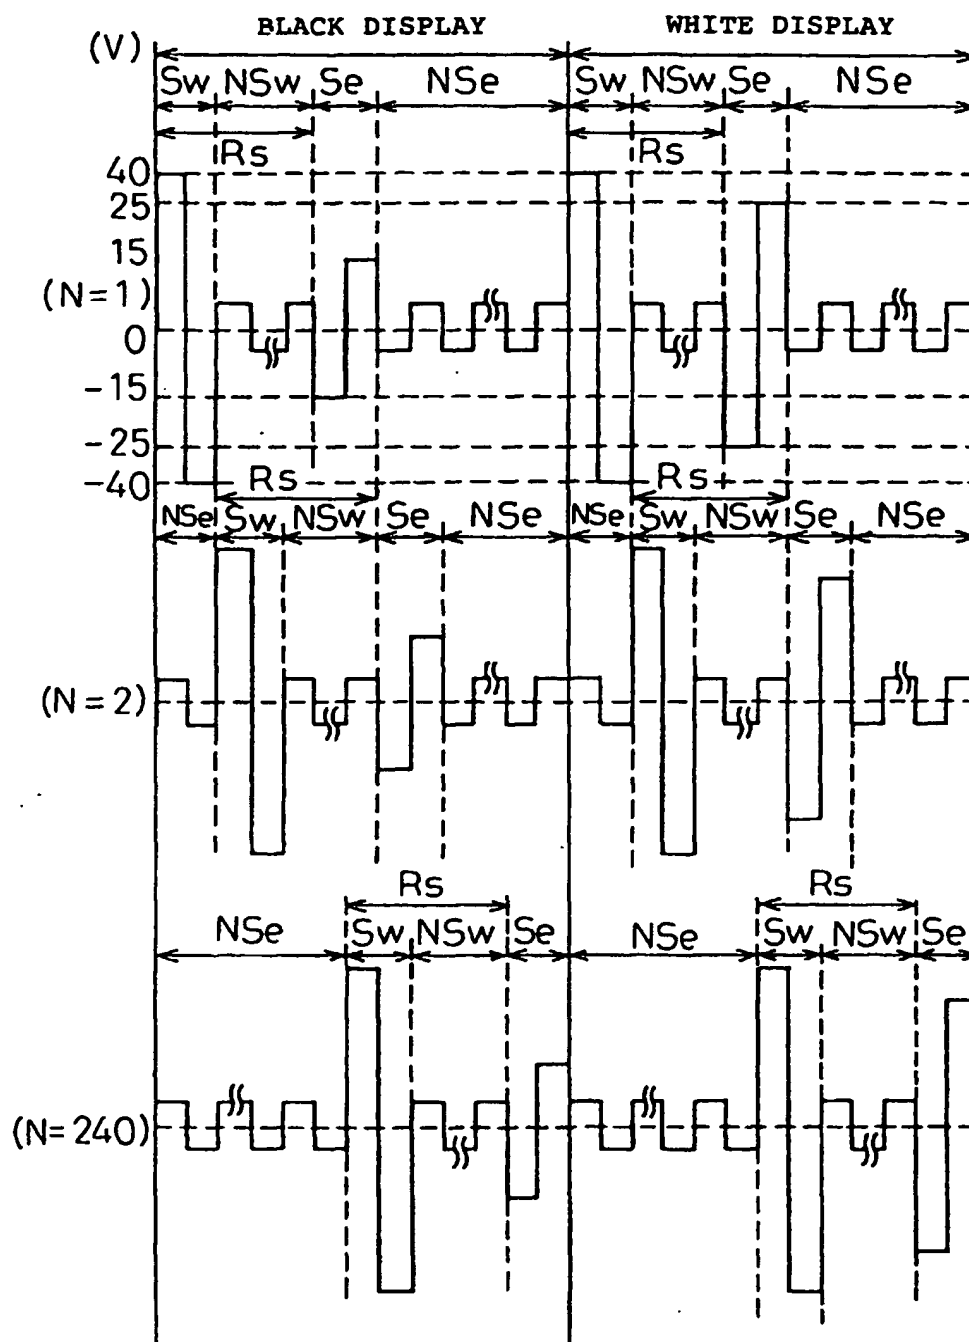 BLACK DISPLAY WHITE DISPLAY
(V)
Sw NSw Se NSe Sw NSw Se NSe
Rs Rs
40
25
15
(N=1)
0
-15
-25
-40
Rs Rs
NSe Sw NSw Se NSe NSe Sw NSw Se NSe
(N=2)
Rs Rs
NSe Sw NSw Se NSe Sw NSw Se
(N=240)